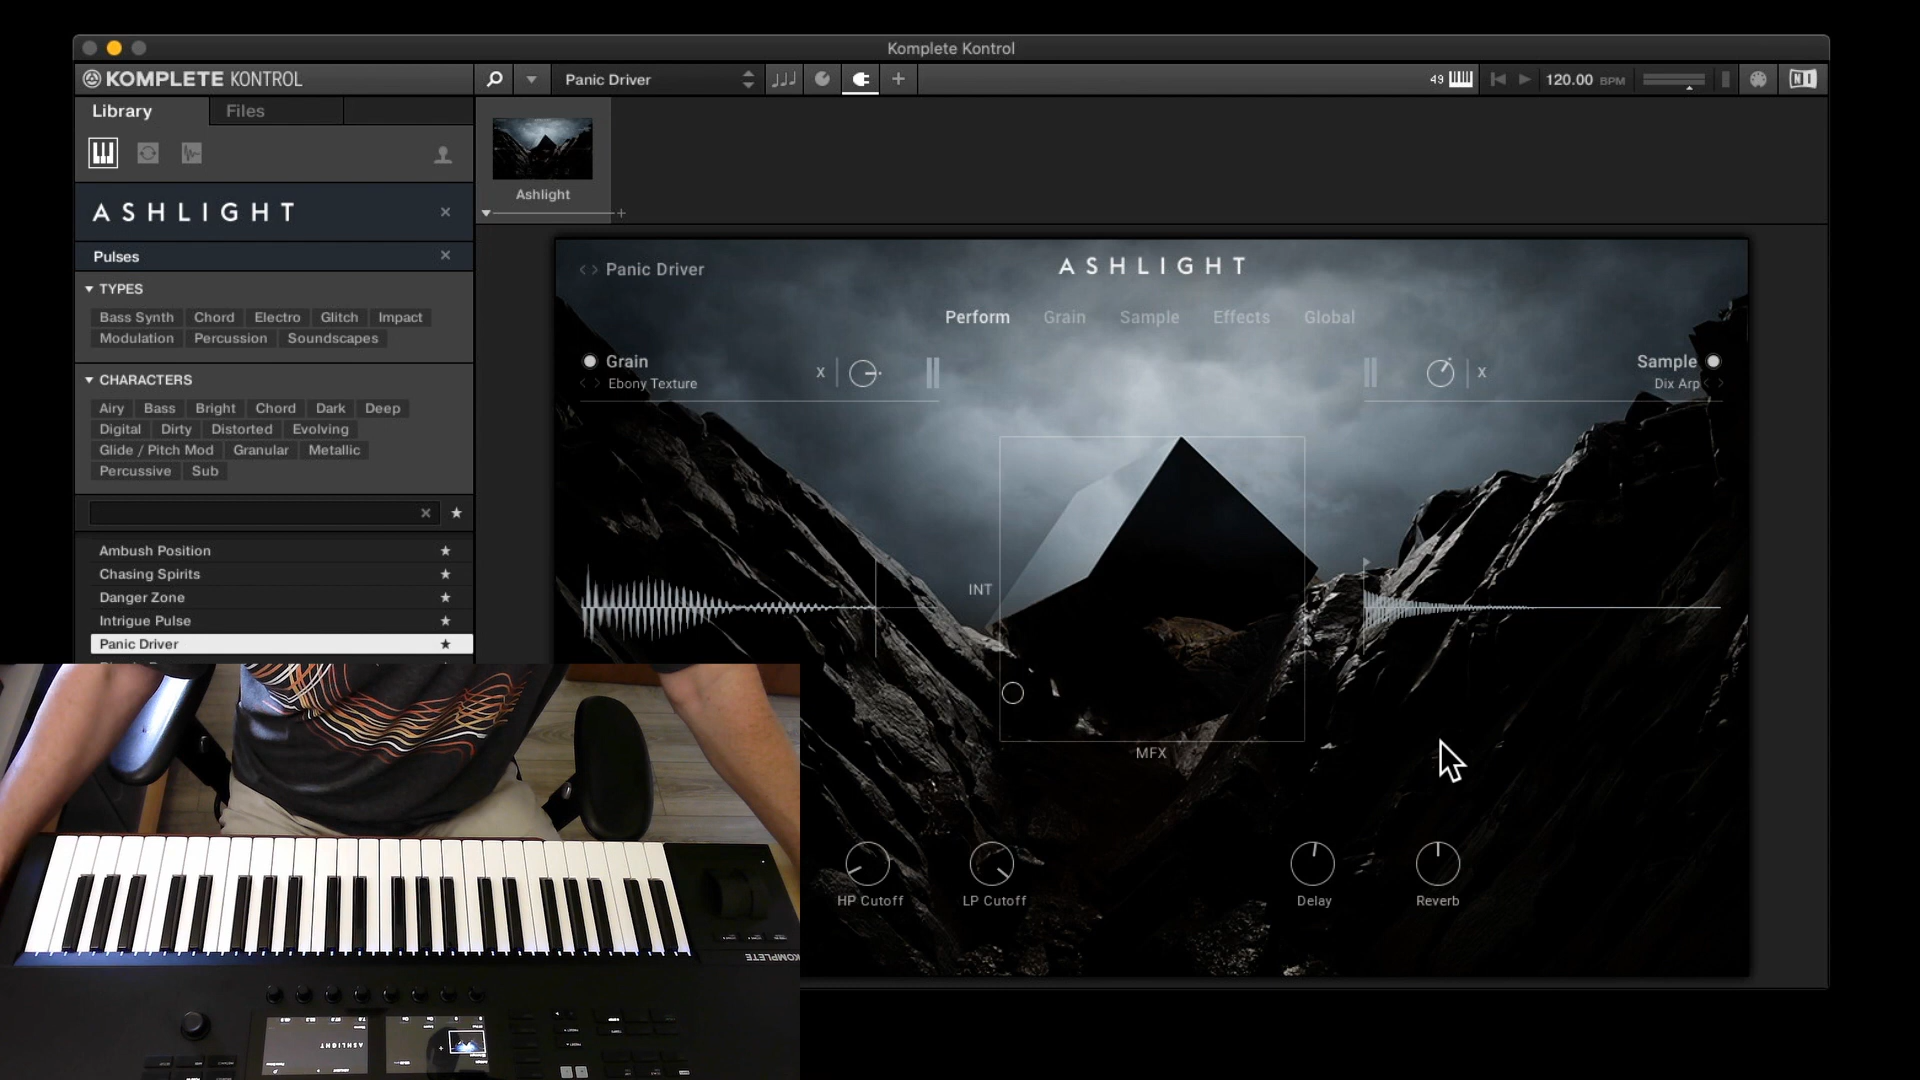 Komplete Kontrol
KOMPLETE KONTROL
Panic Driver
49
120.00 BPM
Library
Files
Ashlight
ASHLIGHT
Pulses
TYPES
Bass Synth Chord Electro Glitch Impact
Modulation Percussion Soundscapes
CHARACTERS
Airy Bass Bright Chord Dark Deep
Digital Dirty Distorted Evolving
Glide / Pitch Mod Granular Metallic
Percussive Sub
Ambush Position
Chasing Spirits
Danger Zone
Intrigue Pulse
Panic Driver
Panic Driver
ASHLIGHT
Perform Grain Sample Effects Global
Grain
Ebony Texture
Sample
Dix Arp
INT
MFX
HP Cutoff
LP Cutoff
Delay
Reverb
KOMPLETE
ASHLIGHT